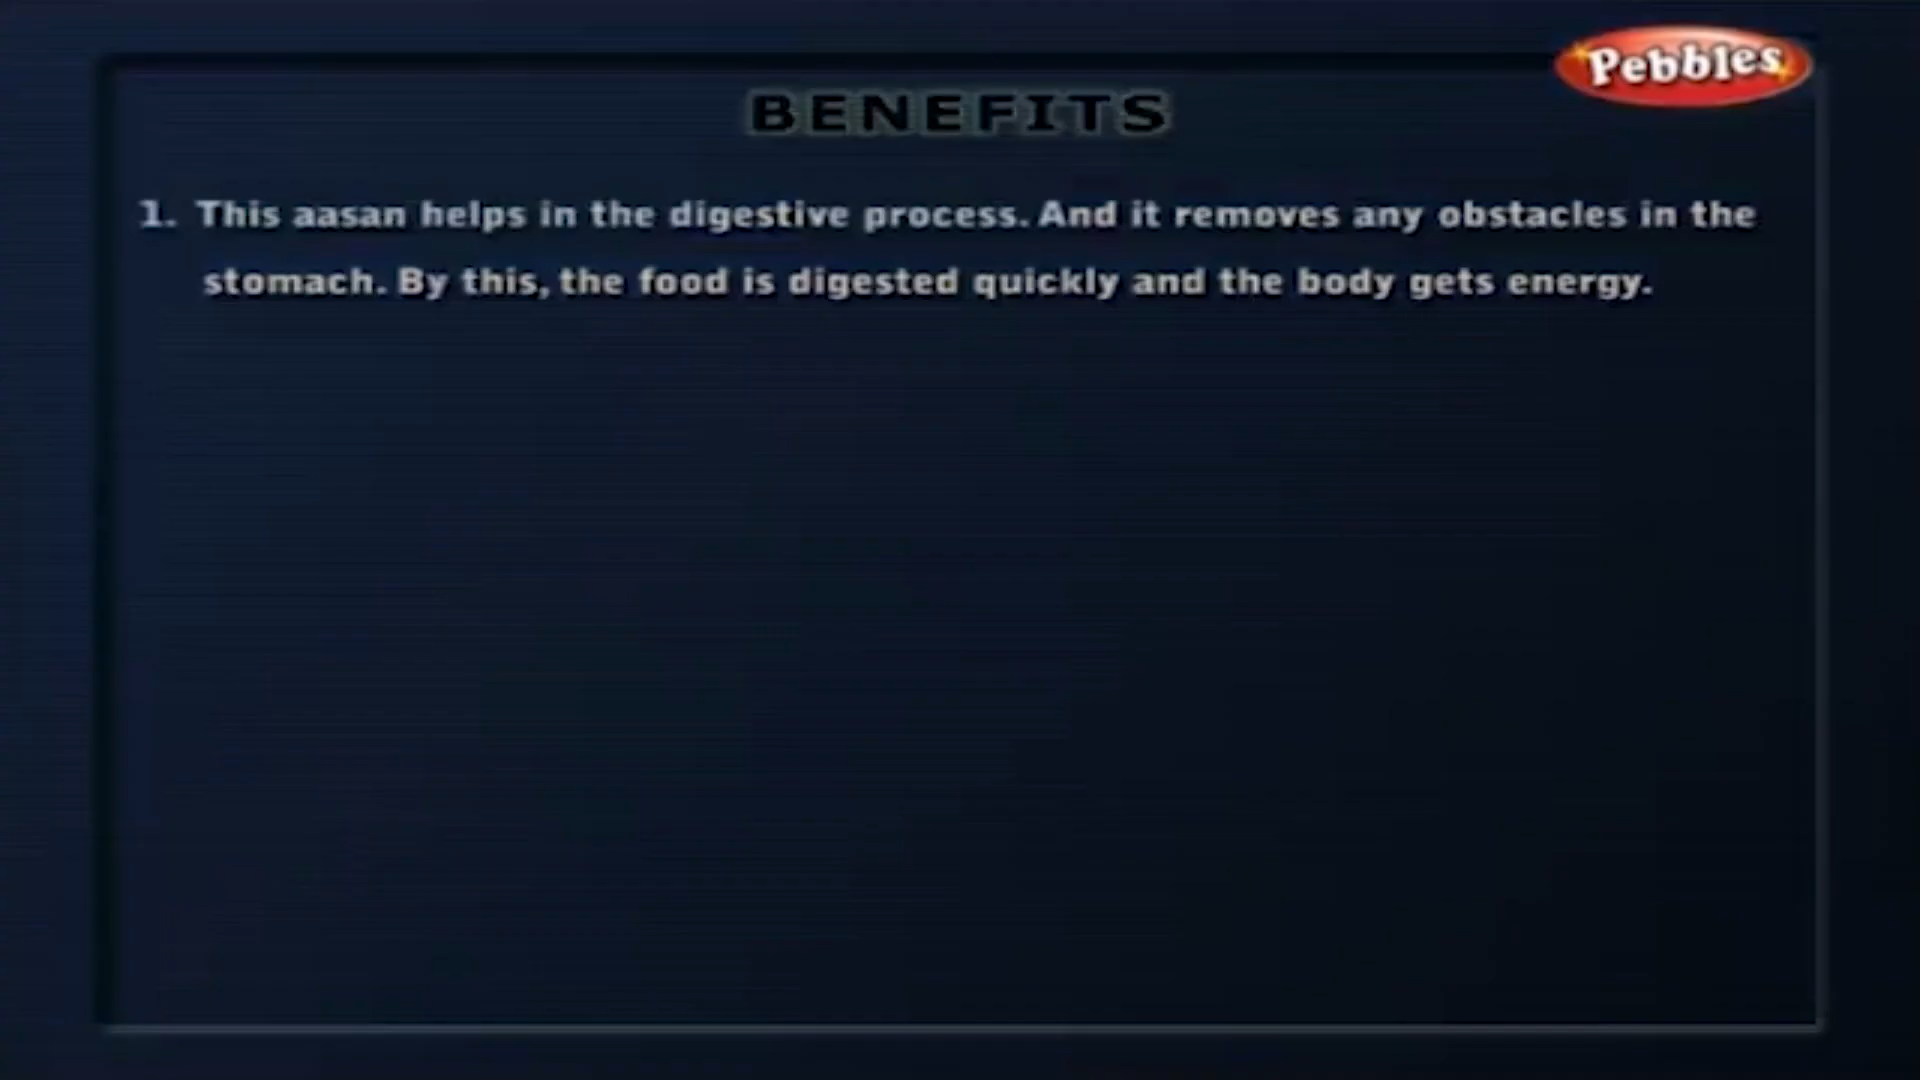 Pebbles
BENEFITS
1. This aasan helps in the digestive process. And it removes any obstacles in the
stomach. By this, the food is digested quickly and the body gets energy.